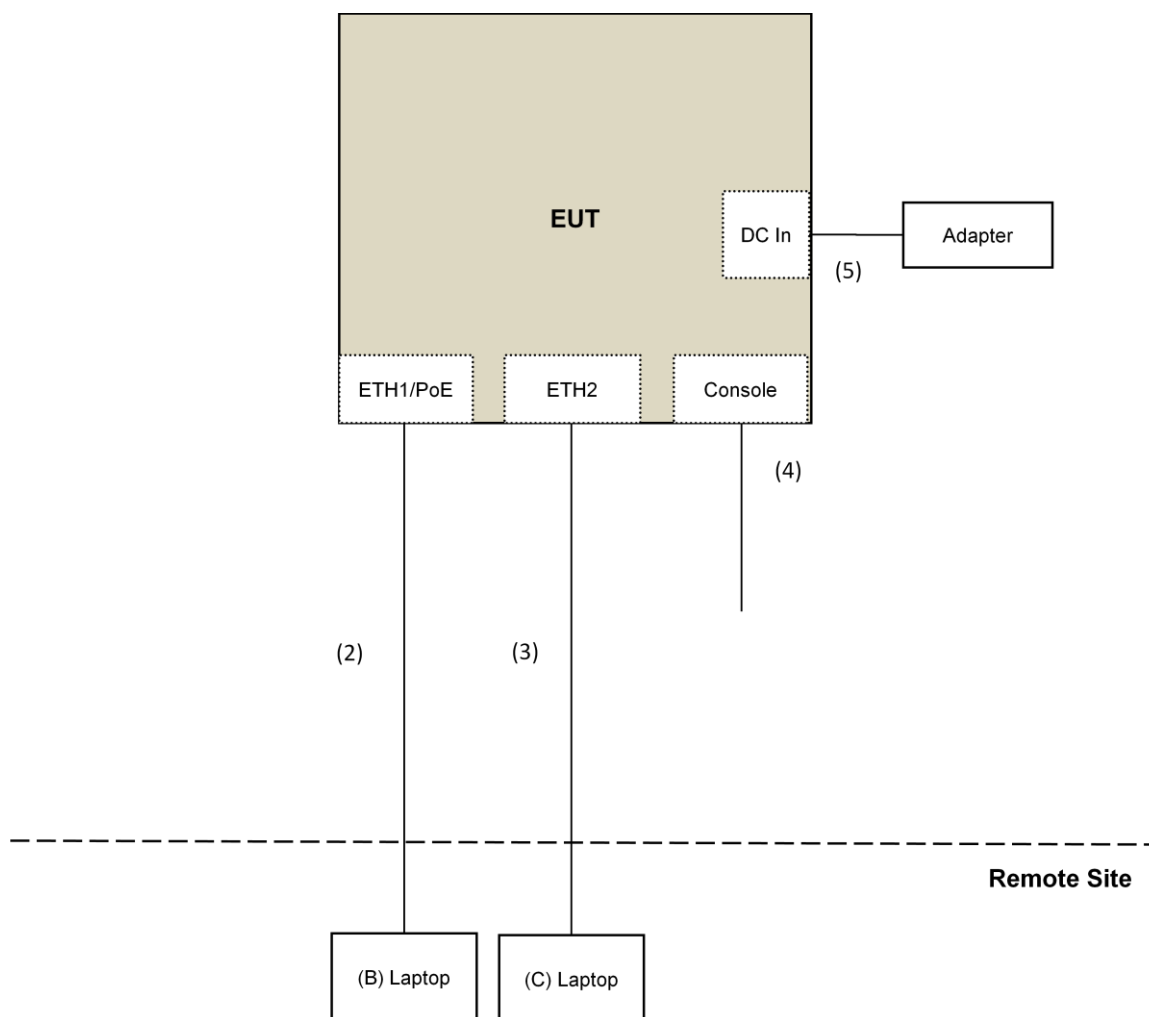 EUT
DC In
Adapter
(5)
ETH1/PoE
ETH2
Console
(4)
(2)
(3)
Remote Site
(B) Laptop
(C) Laptop